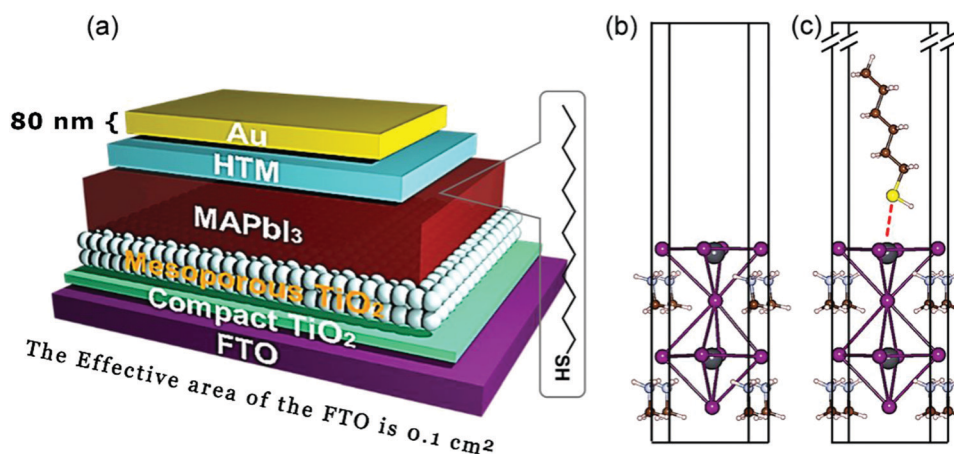 (a)
80 nm {
Au
HTM
MAPbI₃
Mesoporous TiO₂
Compact TiO₂
FTO
The Effective area of the FTO is 0.1 cm²
HS
(b)
(c)